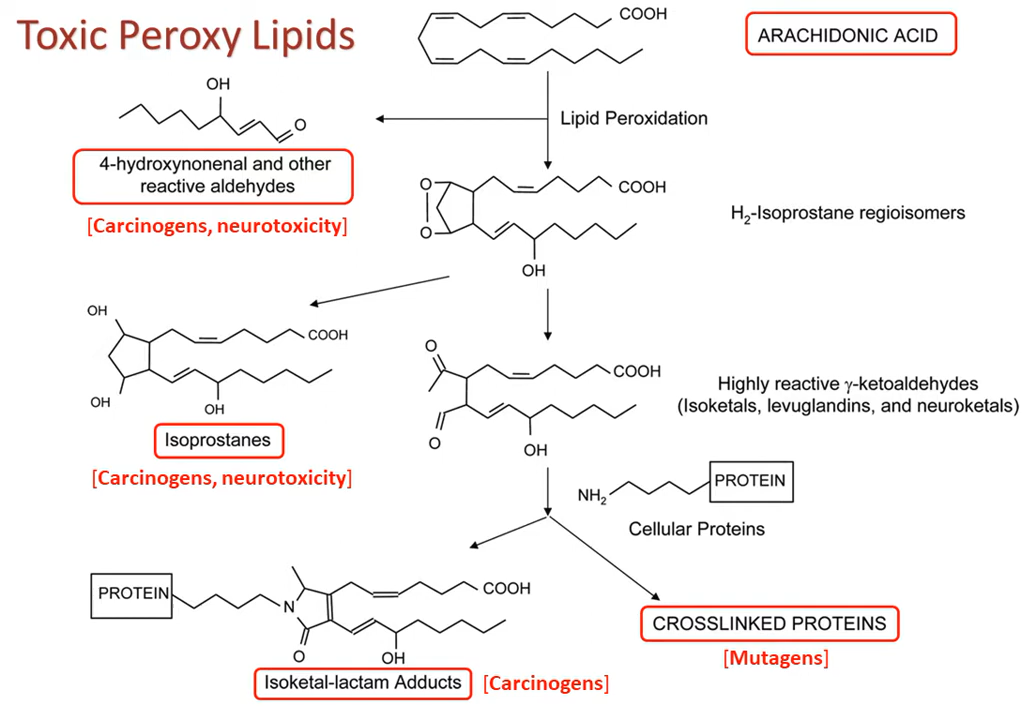 Toxic Peroxy Lipids
COOH
ARACHIDONIC ACID
OH
O
Lipid Peroxidation
4-hydroxynonenal and other
reactive aldehydes
[Carcinogens, neurotoxicity]
O
O
COOH
OH
H2-Isoprostane regioisomers
OH
COOH
OH
OH
Isoprostanes
[Carcinogens, neurotoxicity]
O
COOH
O
OH
Highly reactive γ-ketoaldehydes
(Isoketals, levuglandins, and neuroketals)
NH2
PROTEIN
Cellular Proteins
PROTEIN
N
COOH
O
OH
Isoketal-lactam Adducts
[Carcinogens]
CROSSLINKED PROTEINS
[Mutagens]